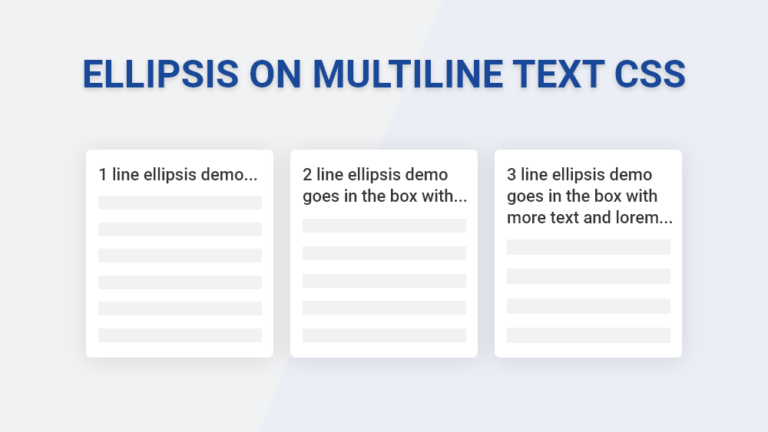 ELLIPSIS ON MULTILINE TEXT CSS
1 line ellipsis demo...
2 line ellipsis demo
goes in the box with...
3 line ellipsis demo
goes in the box with
more text and lorem...